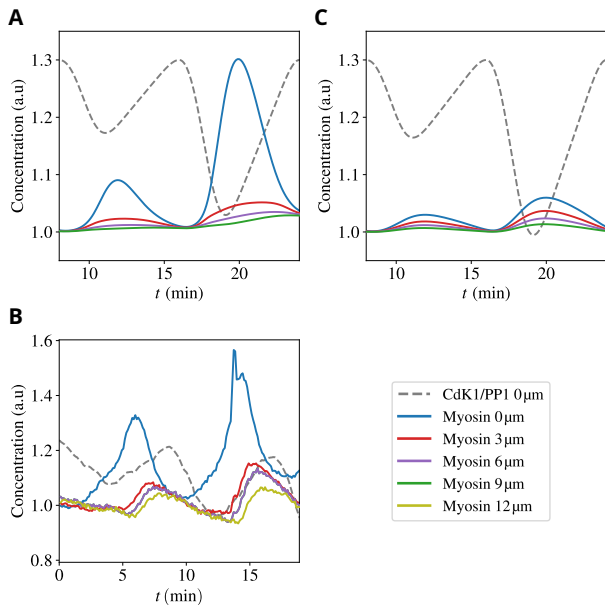 A
Concentration (a.u)
1.3
1.2
1.1
1.0
10
15
20
t (min)
C
Concentration (a.u)
1.3
1.2
1.1
1.0
10
15
20
t (min)
B
Concentration (a.u)
1.6
1.4
1.2
1.0
0.8
0
5
10
15
t (min)
CdK1/PP1 0μm
Myosin 0μm
Myosin 3μm
Myosin 6μm
Myosin 9μm
Myosin 12μm